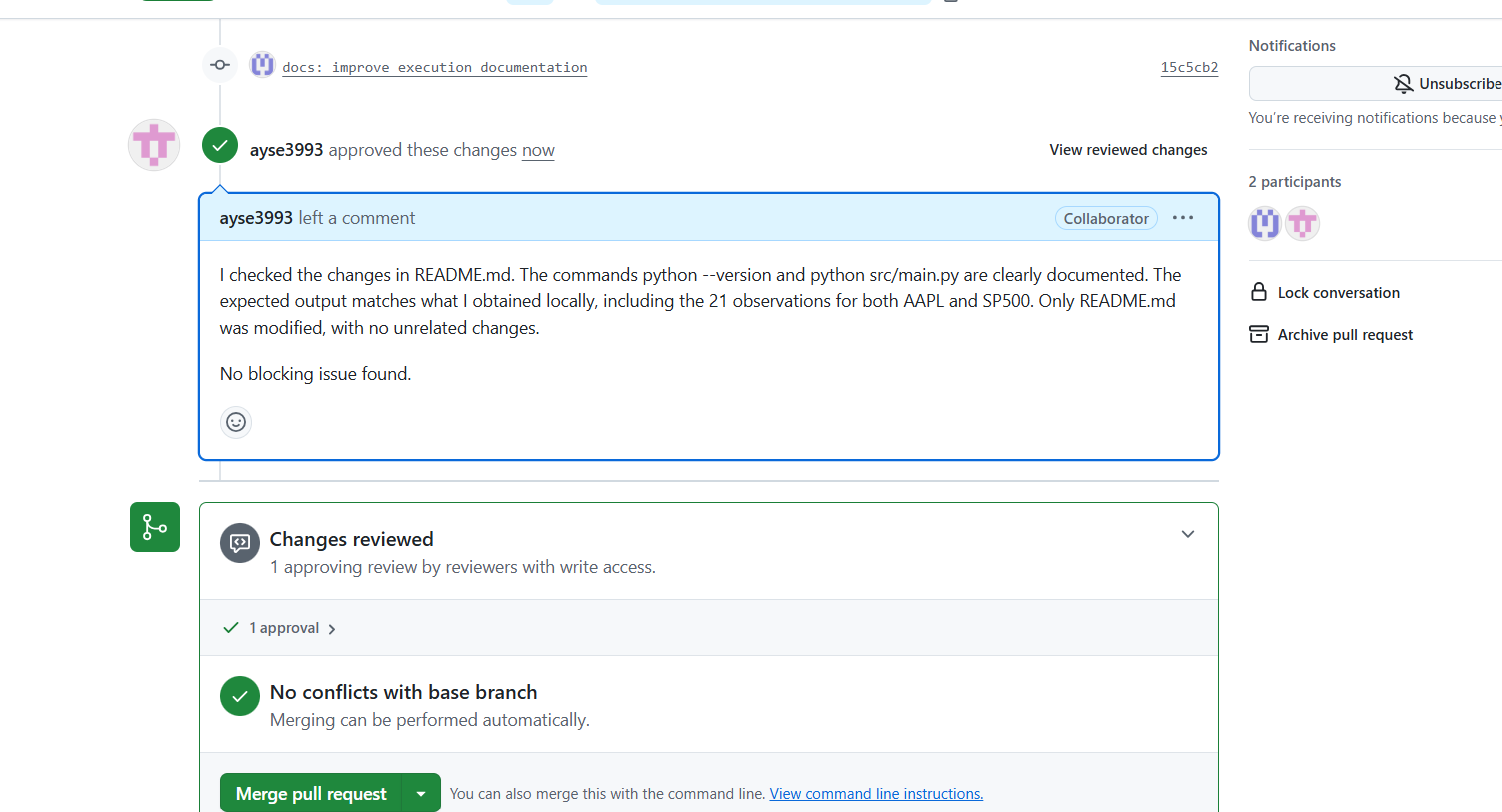 docs: improve execution documentation
15c5cb2
ayse3993 approved these changes now
View reviewed changes
ayse3993 left a comment
Collaborator
I checked the changes in README.md. The commands python --version and python src/main.py are clearly documented. The
expected output matches what I obtained locally, including the 21 observations for both AAPL and SP500. Only README.md
was modified, with no unrelated changes.
No blocking issue found.
Changes reviewed
1 approving review by reviewers with write access.
1 approval
No conflicts with base branch
Merging can be performed automatically.
Merge pull request
You can also merge this with the command line. View command line instructions.
Notifications
Unsubscribe
You're receiving notifications because
2 participants
Lock conversation
Archive pull request